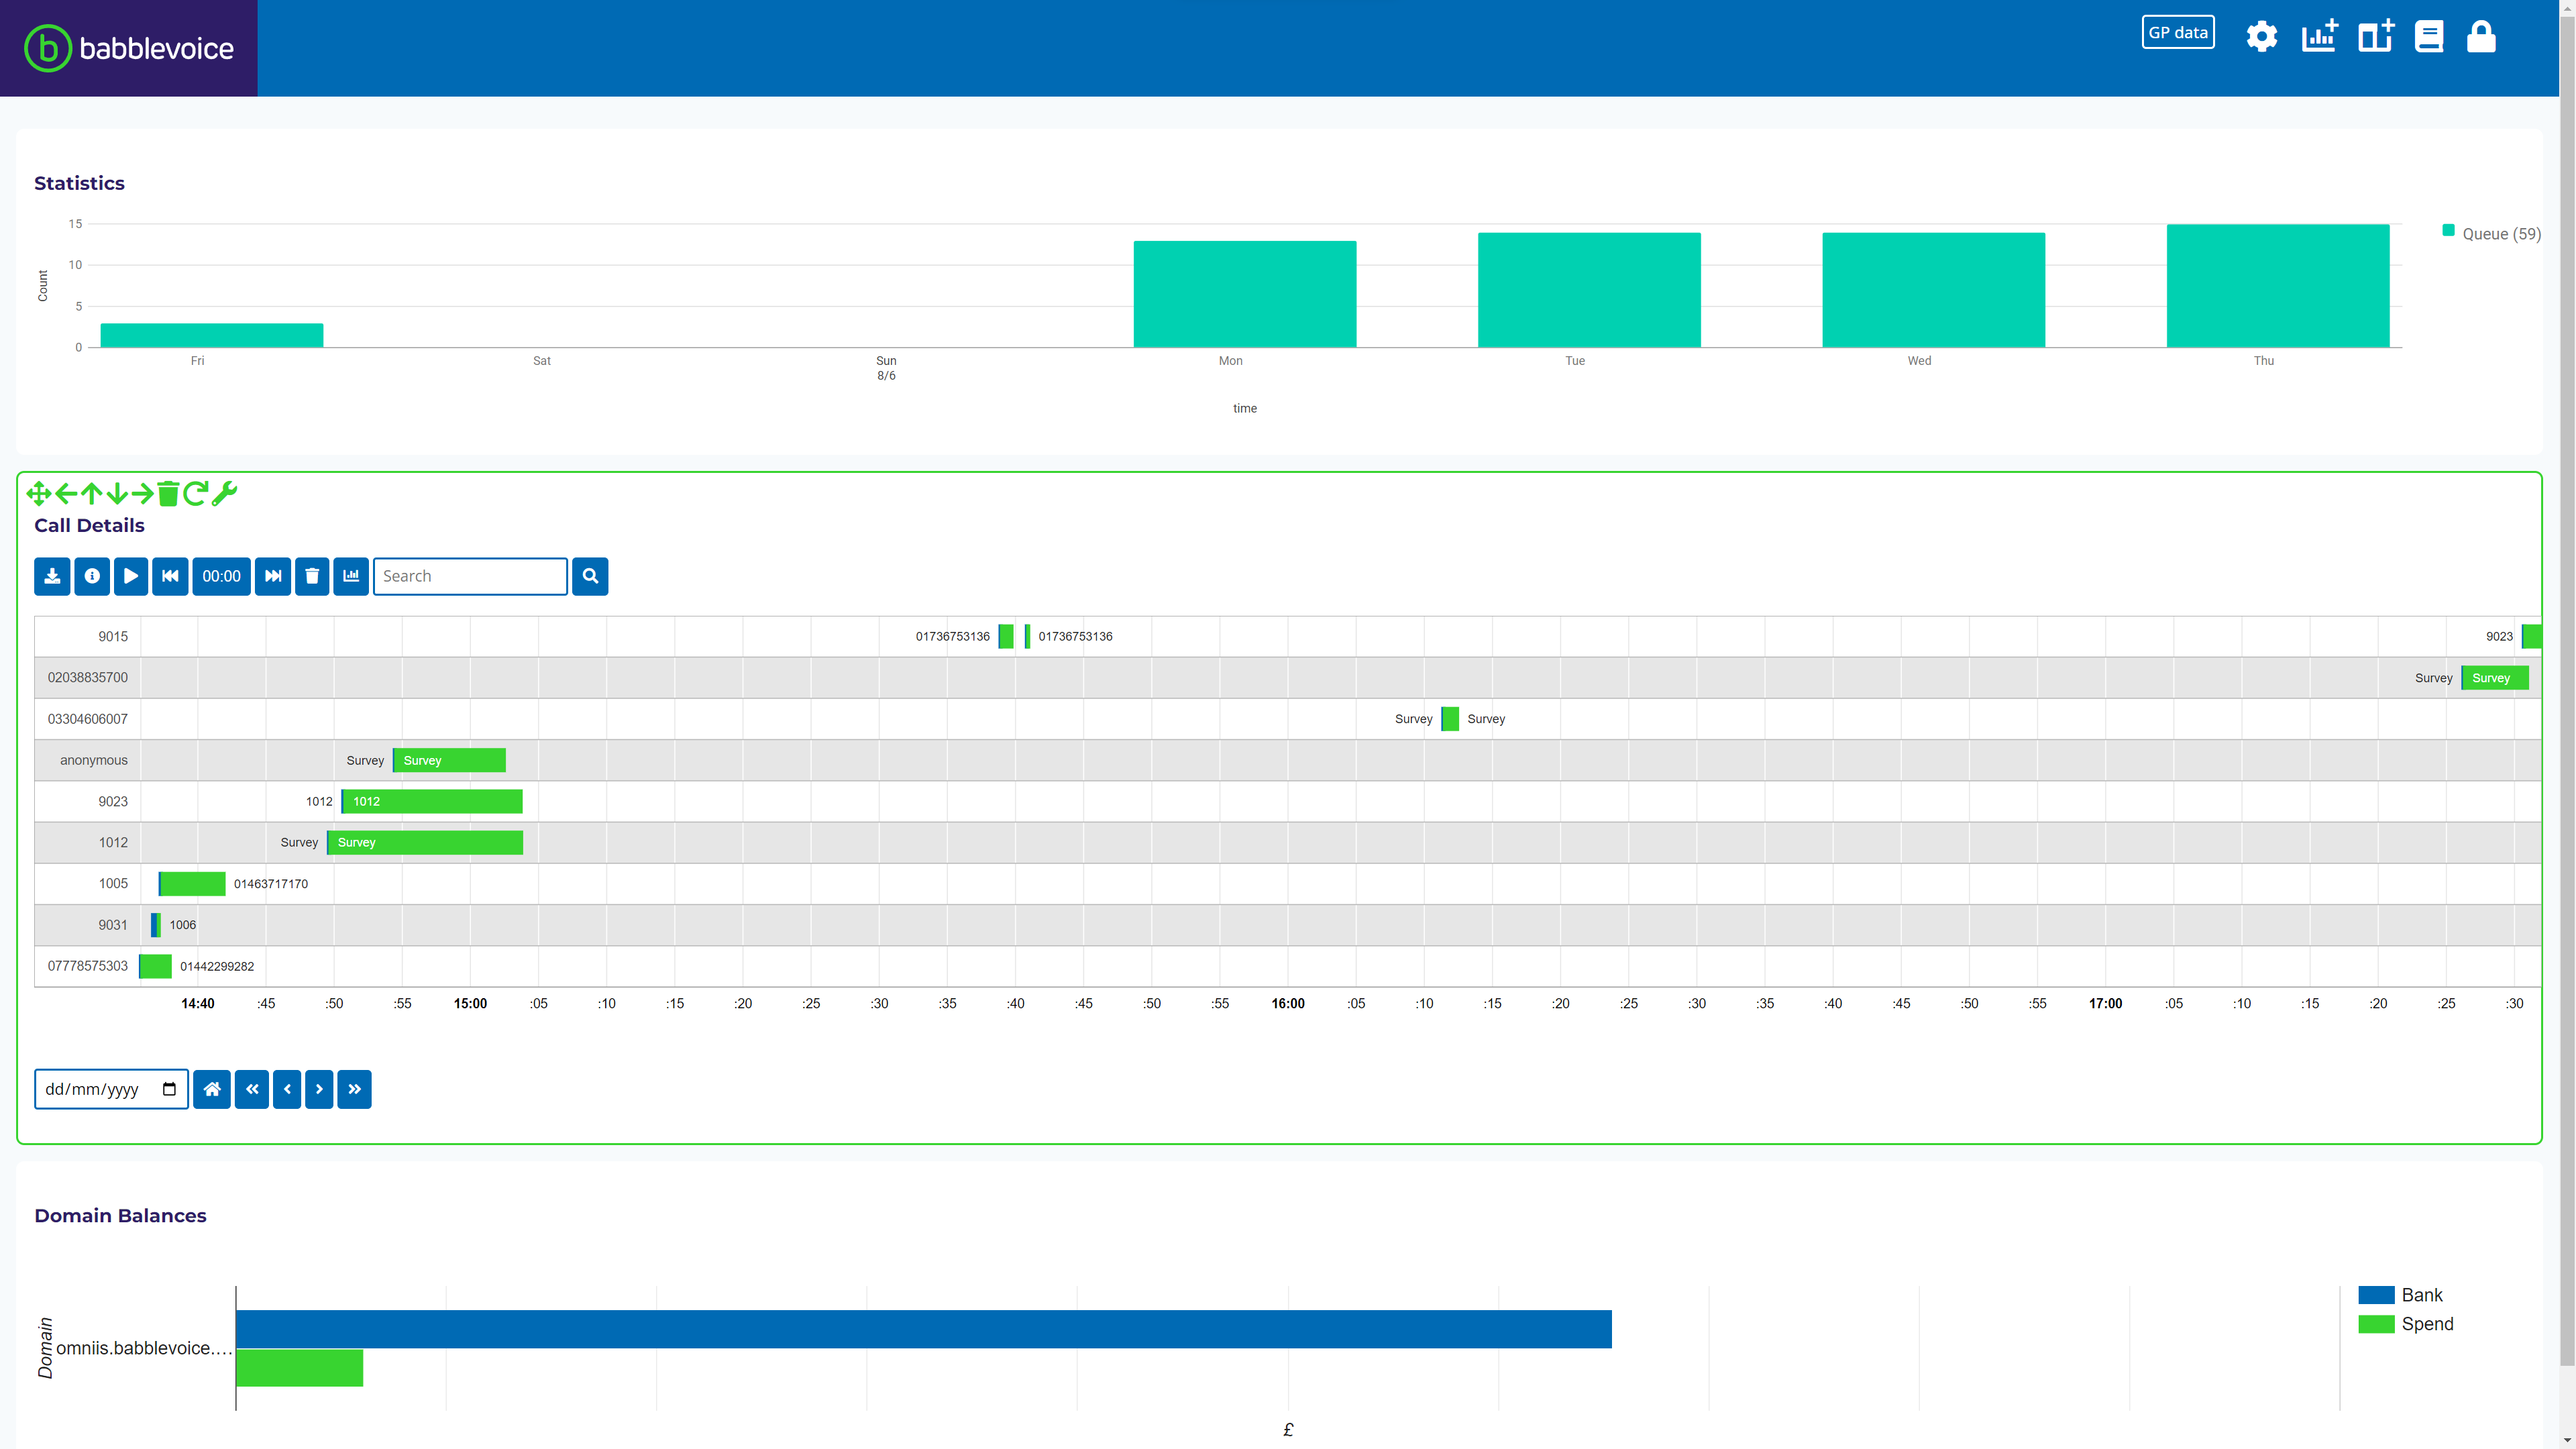 babblevoice
GP data
Statistics
15
10
5
0
Count
Fri
Sat
Sun
8/6
Mon
Tue
Wed
Thu
time
Queue (59)
Call Details
00:00
Search
9015
01736753136
01736753136
9023
02038835700
Survey
Survey
03304606007
Survey
Survey
anonymous
Survey
Survey
9023
1012
1012
1012
Survey
Survey
1005
01463717170
9031
1006
07778575303
01442299282
14:40 :45 :50 :55 15:00 :05 :10 :15 :20 :25 :30 :35 :40 :45 :50 :55 16:00 :05 :10 :15 :20 :25 :30 :35 :40 :45 :50 :55 17:00 :05 :10 :15 :20 :25 :30
dd/mm/yyyy
Domain Balances
Domain
omniis.babblevoice....
Bank
Spend
£